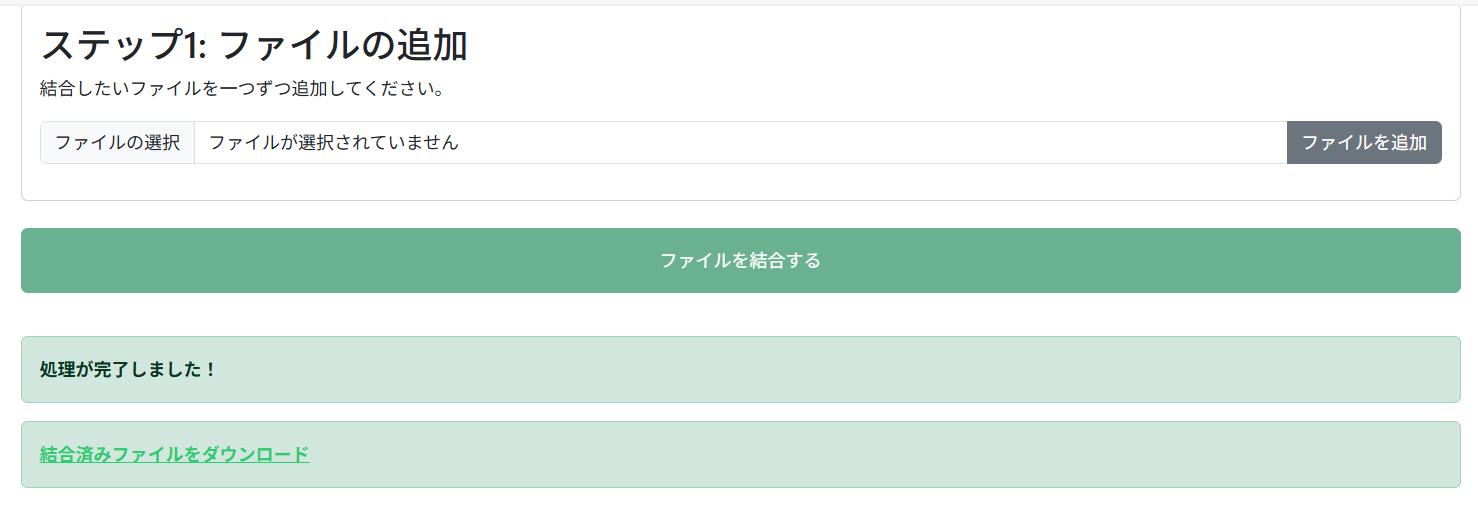 ステップ1: ファイルの追加
結合したいファイルを一つずつ追加してください。
ファイルの選択 ファイルが選択されていません ファイルを追加
ファイルを結合する
処理が完了しました！
結合済みファイルをダウンロード